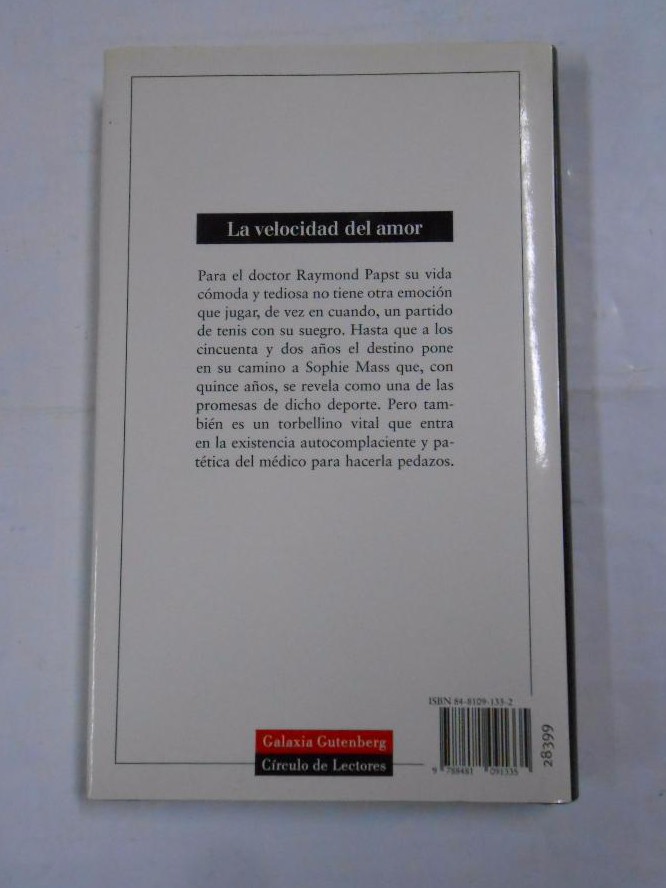 La velocidad del amor
Para el doctor Raymond Papst su vida
cómoda y tediosa no tiene otra emoción
que jugar, de vez en cuando, un partido
de tenis con su suegro. Hasta que a los
cincuenta y dos años el destino pone
en su camino a Sophie Mass que, con
quince años, se revela como una de las
promesas de dicho deporte. Pero tam-
bién es un torbellino vital que entra
en la existencia autocomplaciente y pa-
tética del médico para hacerla pedazos.
ISBN 84-8109-133-2
9 788481 091335
28399
Galaxia Gutenberg
Círculo de Lectores